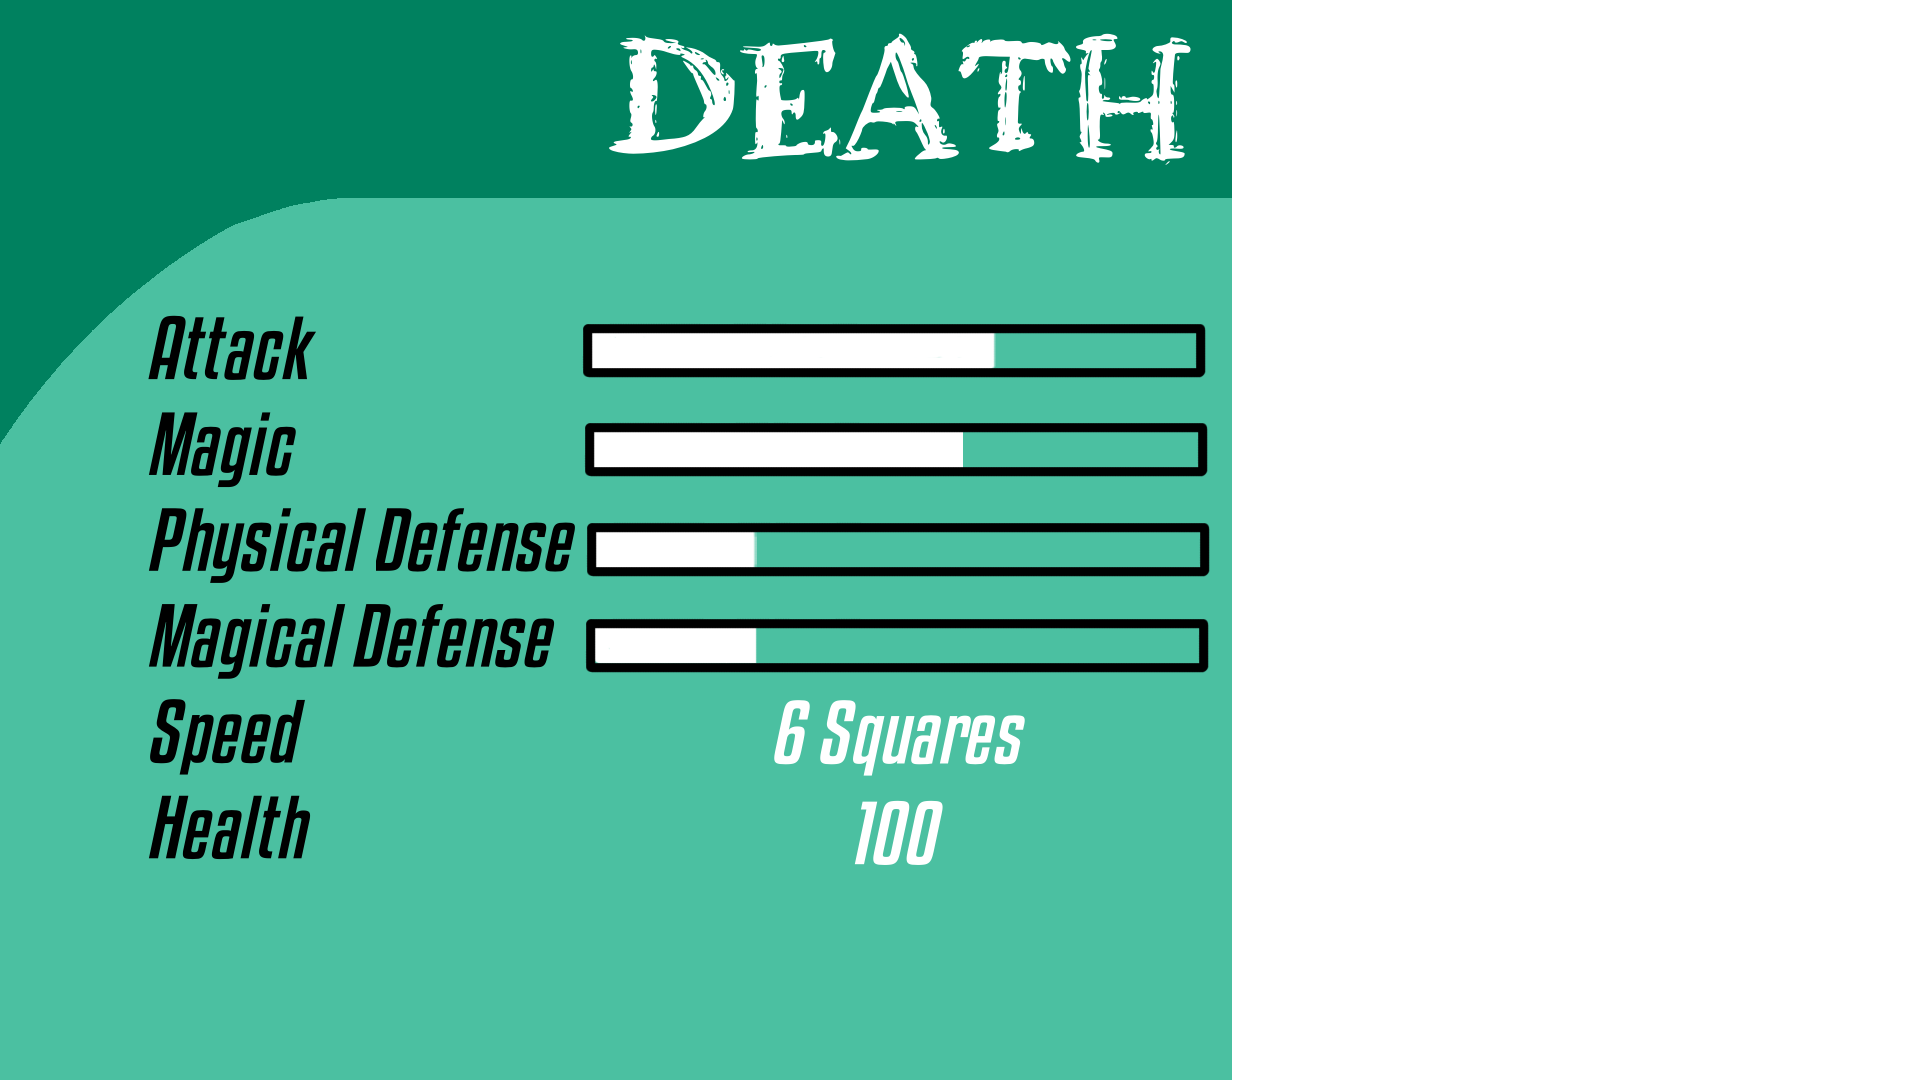 DEATH
Attack
Magic
Physical Defense
Magical Defense
Speed 6 Squares
Health 100